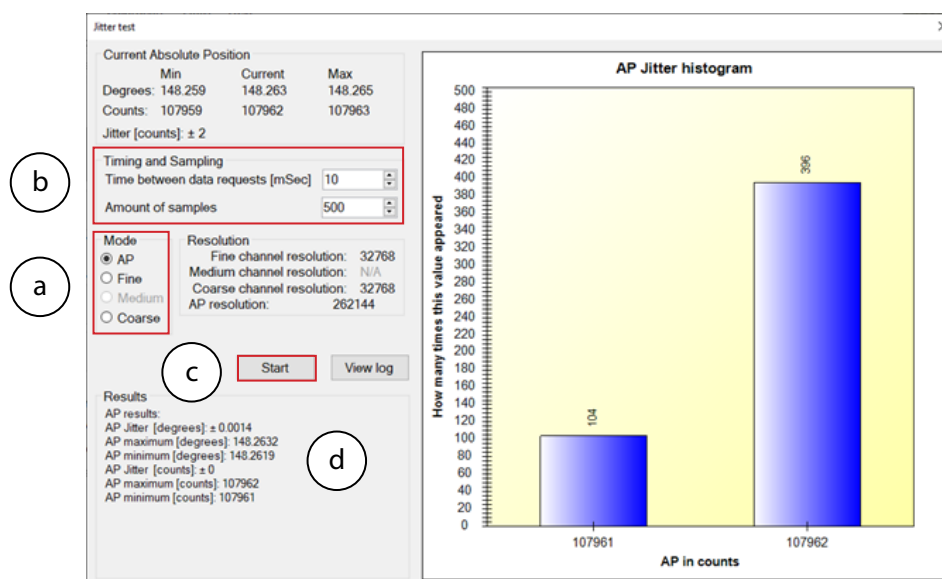 Jitter test
Current Absolute Position
Min Current Max
Degrees: 148.259 148.263 148.265
Counts: 107959 107962 107963
Jitter [counts]: ± 2
b
Timing and Sampling
Time between data requests [mSec] 10
Amount of samples 500
a
Mode
AP
Fine
Medium
Coarse
Resolution
Fine channel resolution: 32768
Medium channel resolution: N/A
Coarse channel resolution: 32768
AP resolution: 262144
c
Start View log
Results
AP results:
AP Jitter [degrees]: ± 0.0014
AP maximum [degrees]: 148.2632
AP minimum [degrees]: 148.2619
AP Jitter [counts]: ± 0
AP maximum [counts]: 107962
AP minimum [counts]: 107961
d
AP Jitter histogram
How many times this value appeared
500
480
460
440
420
400
380
360
340
320
300
280
260
240
220
200
180
160
140
120
100
80
60
40
20
0
104
396
107961 107962
AP in counts